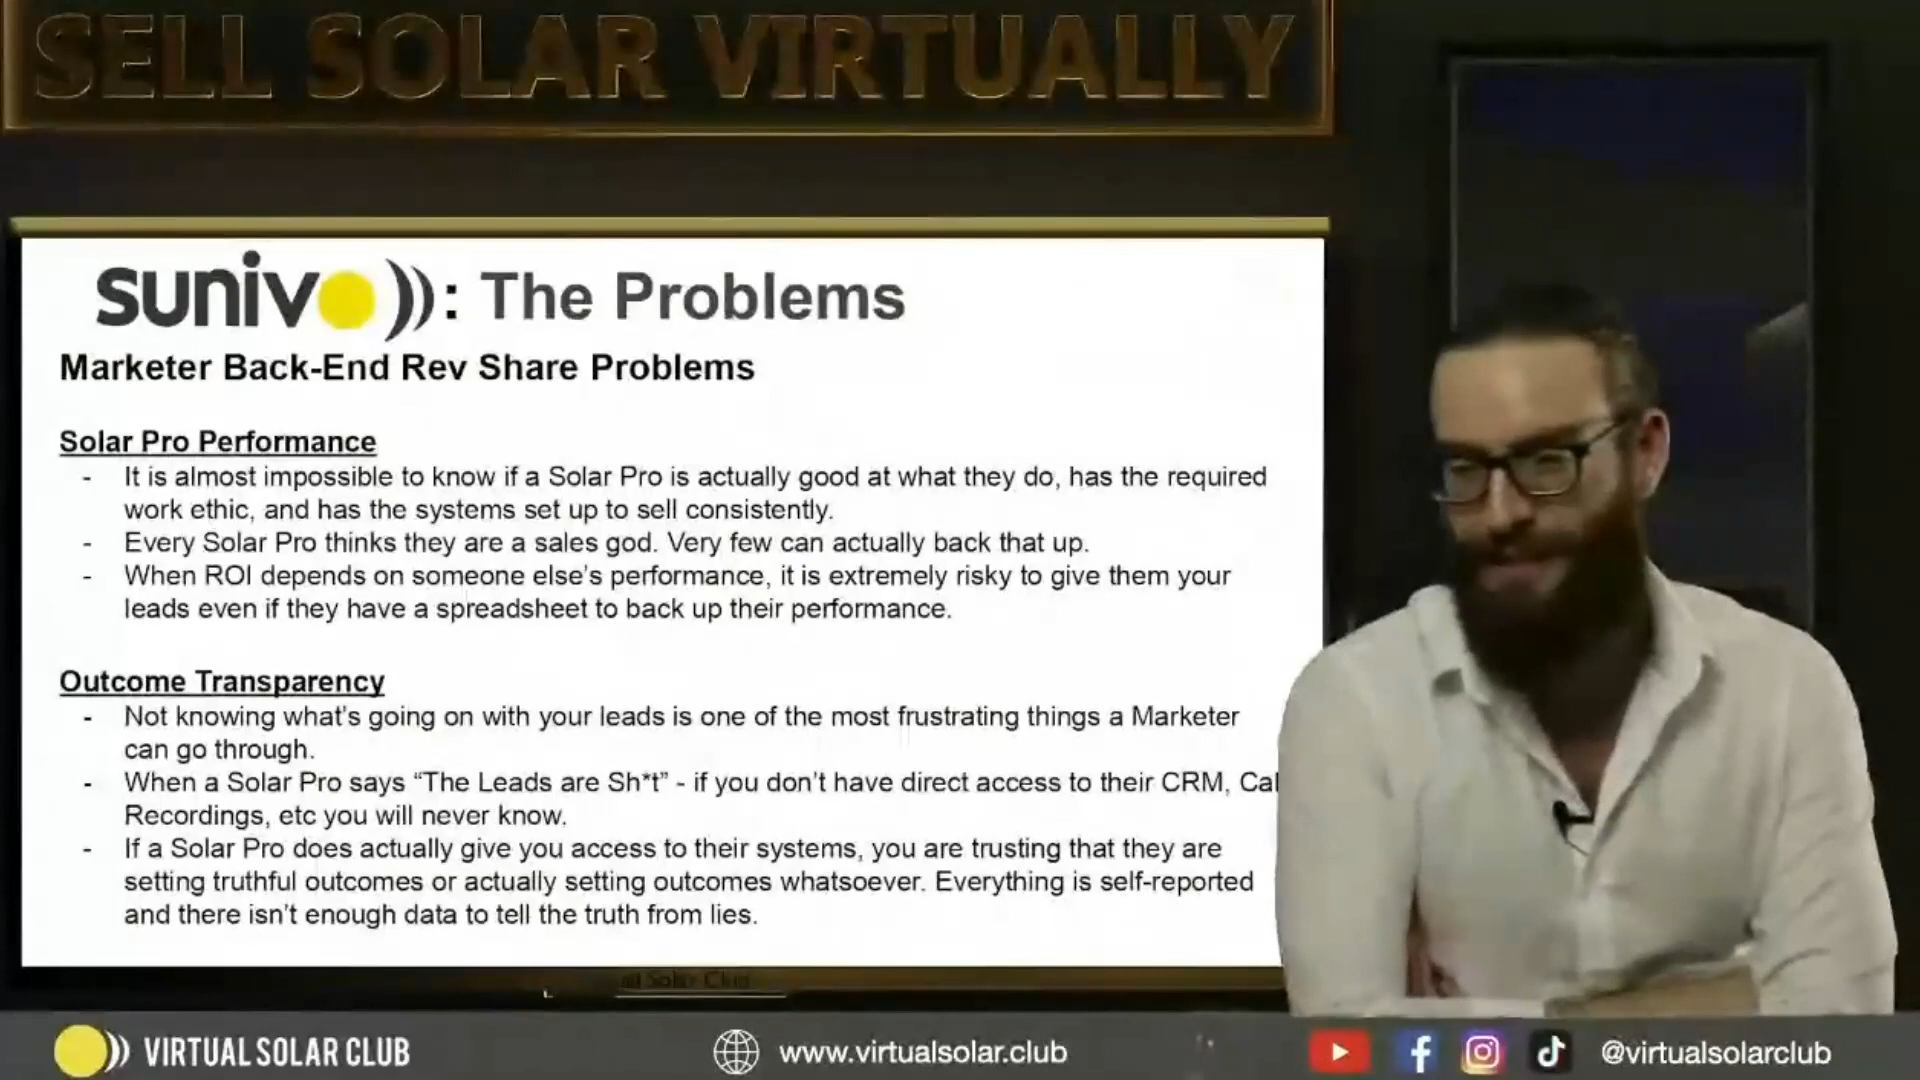 SELL SOLAR VIRTUALLY
sunivo: The Problems
Marketer Back-End Rev Share Problems
Solar Pro Performance
- It is almost impossible to know if a Solar Pro is actually good at what they do, has the required
work ethic, and has the systems set up to sell consistently.
- Every Solar Pro thinks they are a sales god. Very few can actually back that up.
- When ROI depends on someone else's performance, it is extremely risky to give them your
leads even if they have a spreadsheet to back up their performance.
Outcome Transparency
- Not knowing what's going on with your leads is one of the most frustrating things a Marketer
can go through.
- When a Solar Pro says “The Leads are Sh*t” - if you don't have direct access to their CRM, Cal
Recordings, etc you will never know.
- If a Solar Pro does actually give you access to their systems, you are trusting that they are
setting truthful outcomes or actually setting outcomes whatsoever. Everything is self-reported
and there isn't enough data to tell the truth from lies.
Solar Club
VIRTUAL SOLAR CLUB
www.virtualsolar.club
@virtualsolarclub